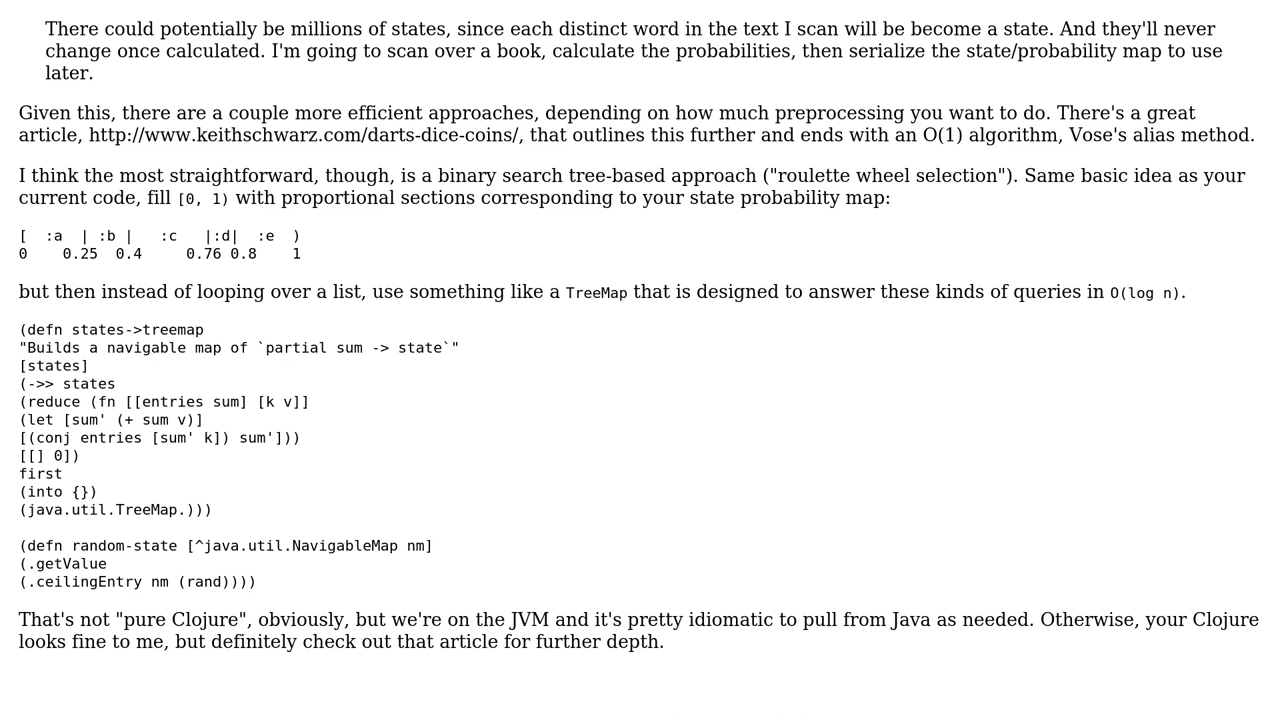 There could potentially be millions of states, since each distinct word in the text I scan will be become a state. And they'll never
change once calculated. I'm going to scan over a book, calculate the probabilities, then serialize the state/probability map to use
later.
Given this, there are a couple more efficient approaches, depending on how much preprocessing you want to do. There's a great
article, http://www.keithschwarz.com/darts-dice-coins/, that outlines this further and ends with an O(1) algorithm, Vose's alias method.
I think the most straightforward, though, is a binary search tree-based approach ("roulette wheel selection"). Same basic idea as your
current code, fill [0, 1) with proportional sections corresponding to your state probability map:
[  :a  | :b |   :c   |:d|  :e  )
0    0.25  0.4     0.76 0.8    1
but then instead of looping over a list, use something like a TreeMap that is designed to answer these kinds of queries in O(log n).
(defn states->treemap
"Builds a navigable map of `partial sum -> state`"
[states]
(->> states
(reduce (fn [[entries sum] [k v]]
(let [sum' (+ sum v)]
[(conj entries [sum' k]) sum']))
[[] 0])
first
(into {})
(java.util.TreeMap.)))
(defn random-state [^java.util.NavigableMap nm]
(.getValue
(.ceilingEntry nm (rand))))
That's not "pure Clojure", obviously, but we're on the JVM and it's pretty idiomatic to pull from Java as needed. Otherwise, your Clojure
looks fine to me, but definitely check out that article for further depth.